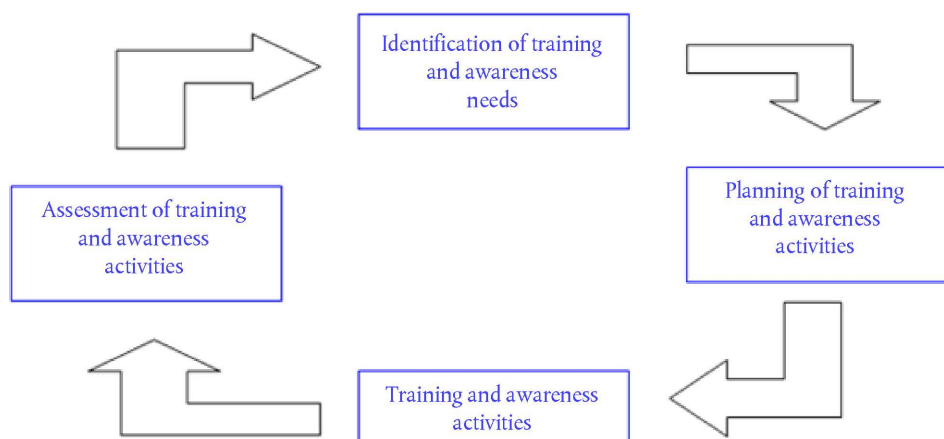 Identification of training
and awareness
needs
Planning of training
and awareness
activities
Training and awareness
activities
Assessment of training
and awareness
activities